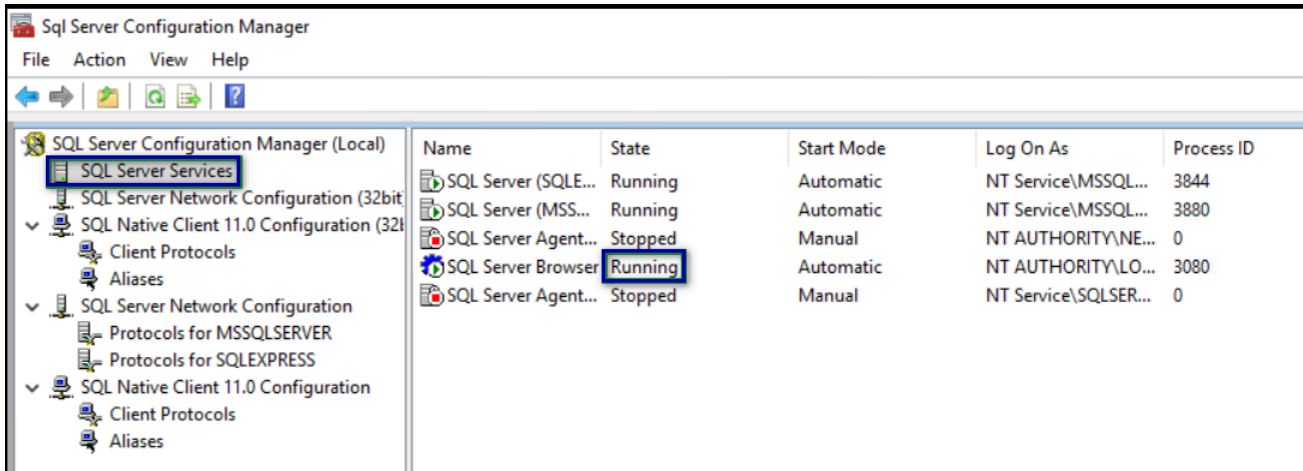 Sql Server Configuration Manager
File Action View Help
SQL Server Configuration Manager (Local)
SQL Server Services
SQL Server Network Configuration (32bit
SQL Native Client 11.0 Configuration (32b
Client Protocols
Aliases
SQL Server Network Configuration
Protocols for MSSQLSERVER
Protocols for SQLEXPRESS
SQL Native Client 11.0 Configuration
Client Protocols
Aliases
Name State Start Mode Log On As Process ID
SQL Server (SQLE... Running Automatic NT Service\MSSQL... 3844
SQL Server (MSS... Running Automatic NT Service\MSSQL... 3880
SQL Server Agent... Stopped Manual NT AUTHORITY\NE... 0
SQL Server Browser Running Automatic NT AUTHORITY\LO... 3080
SQL Server Agent... Stopped Manual NT Service\SQLSER... 0